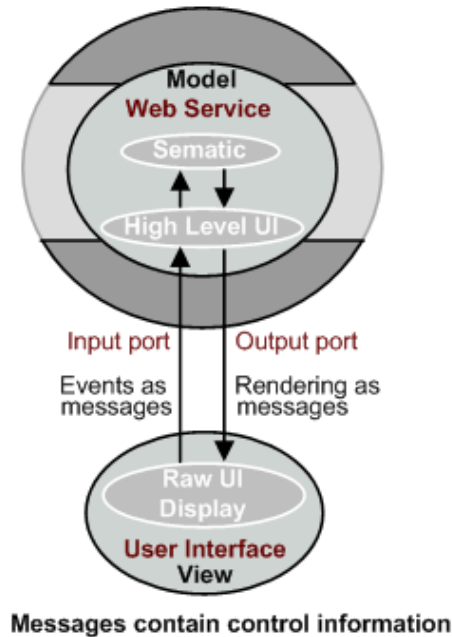 Model
Web Service
Sematic
High Level UI
Input port
Output port
Events as
messages
Rendering as
messages
Raw UI
Display
User Interface
View
Messages contain control information